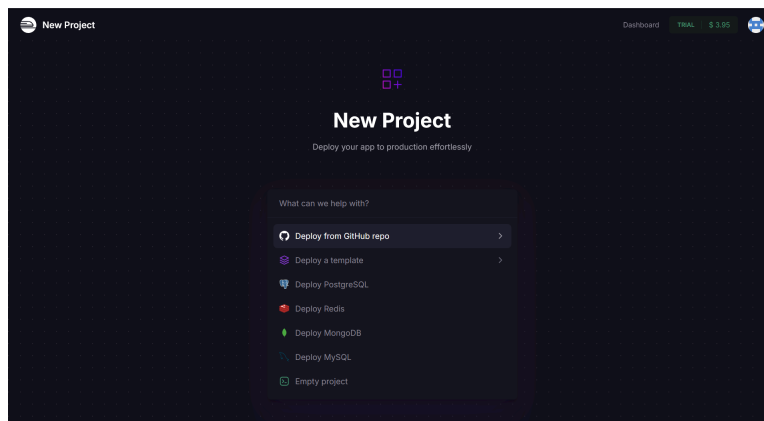 New Project
Dashboard
TRIAL $ 3.95
New Project
Deploy your app to production effortlessly
What can we help with?
Deploy from GitHub repo
Deploy a template
Deploy PostgreSQL
Deploy Redis
Deploy MongoDB
Deploy MySQL
Empty project